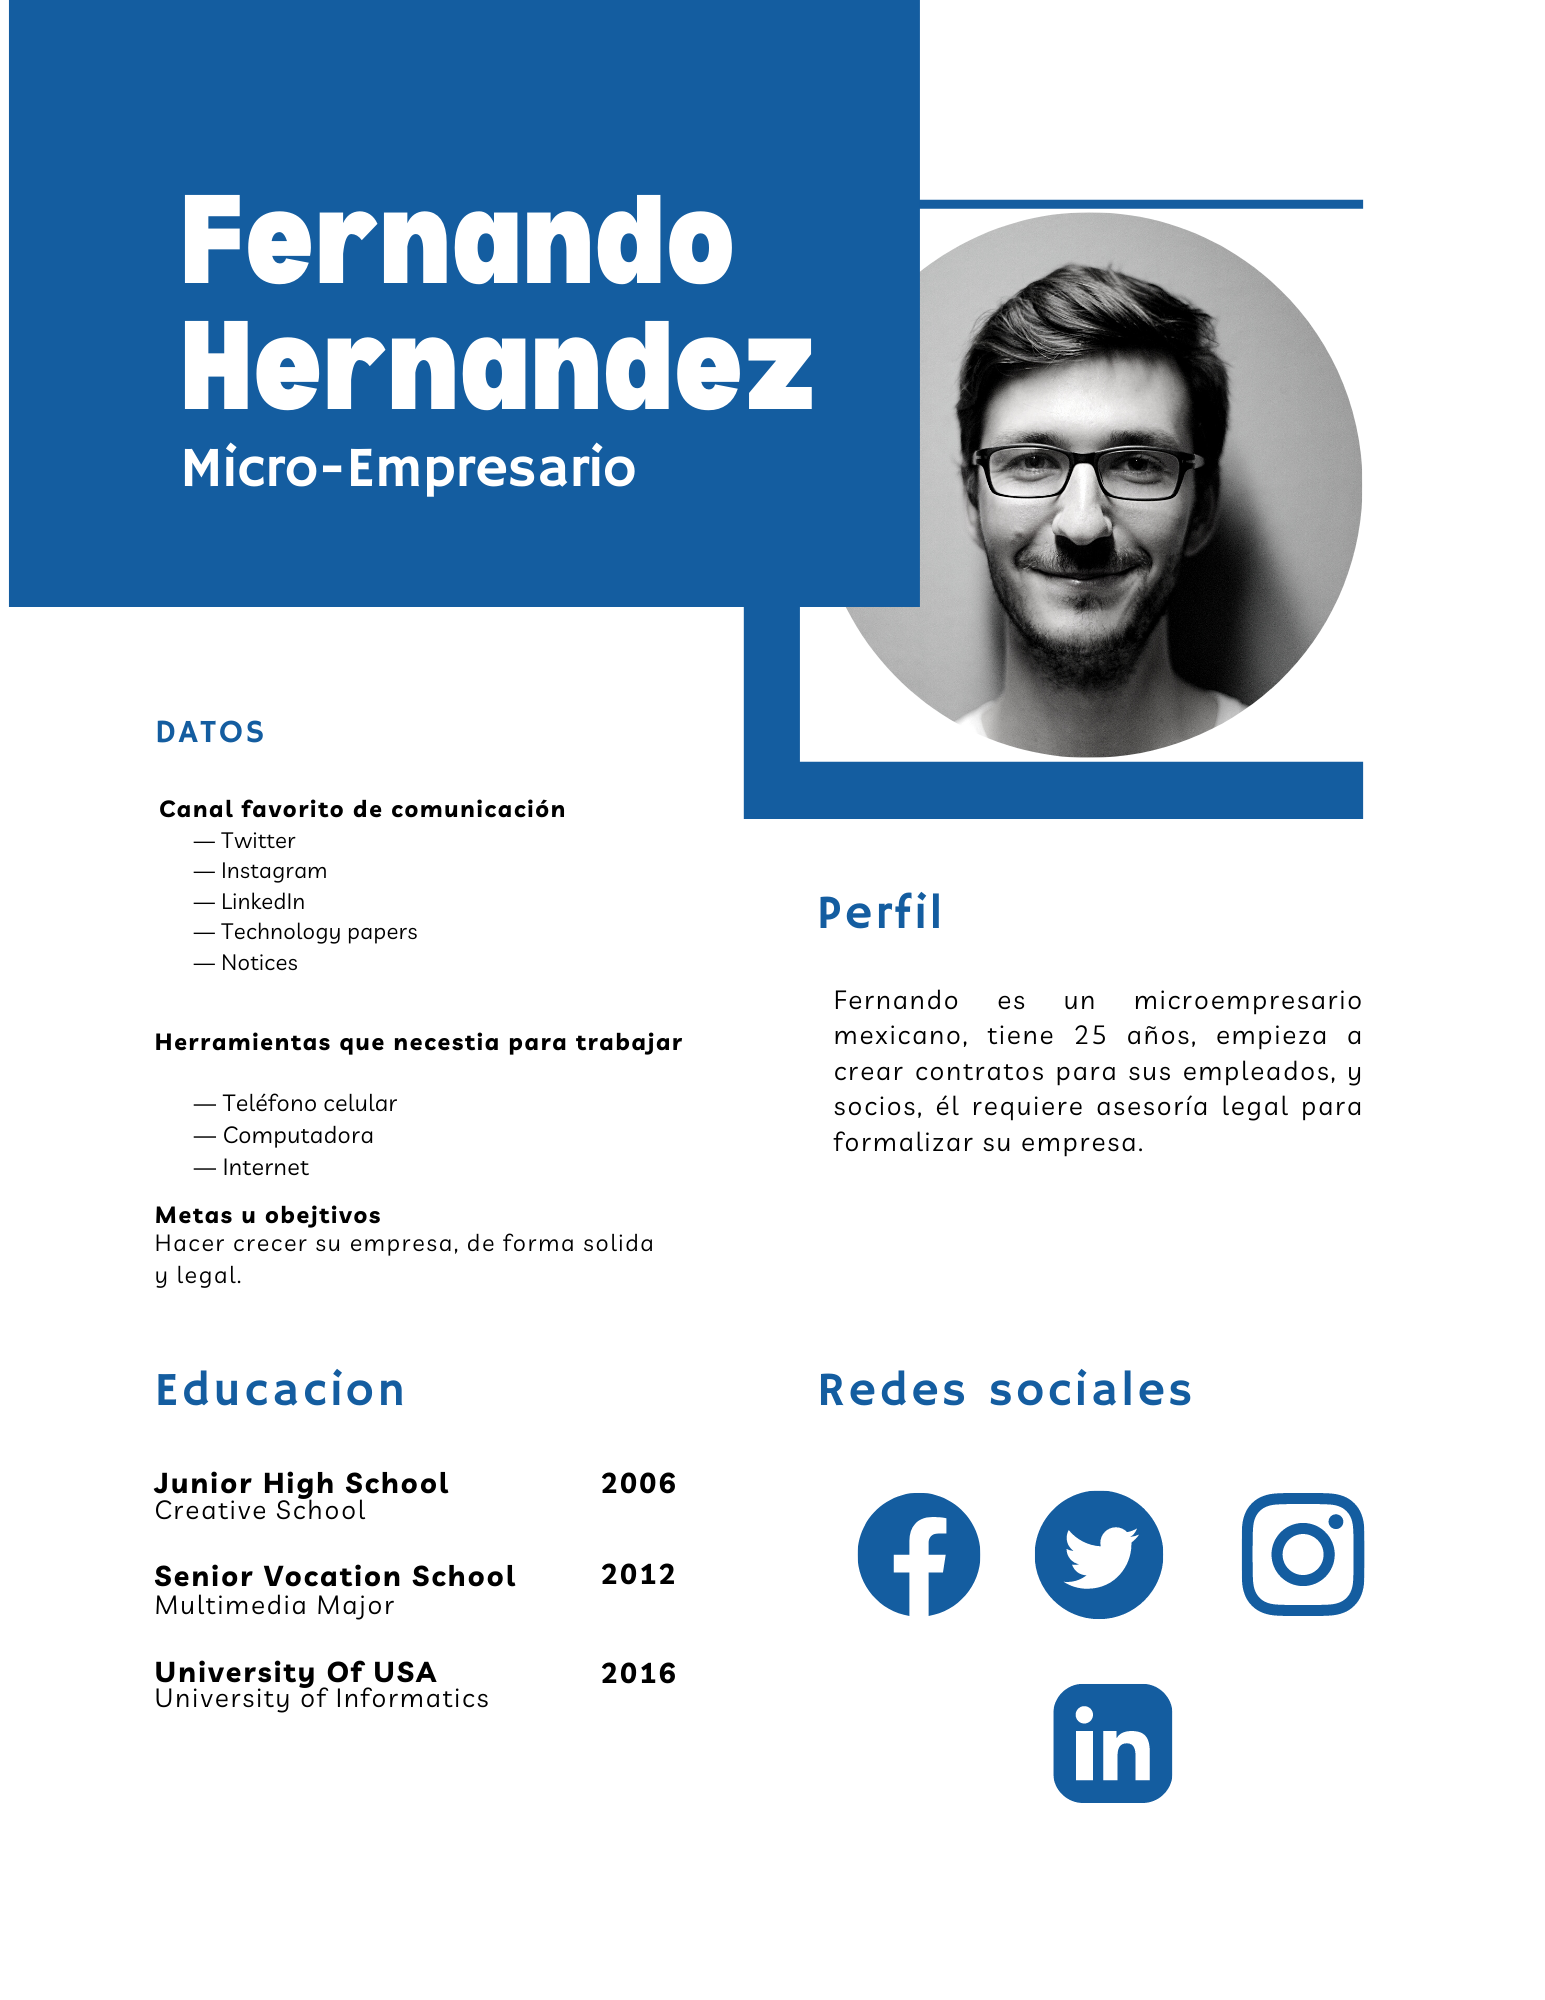 Fernando
Hernandez
Micro-Empresario
DATOS
Canal favorito de comunicación
— Twitter
— Instagram
— LinkedIn
— Technology papers
— Notices
Herramientas que necestia para trabajar
— Teléfono celular
— Computadora
— Internet
Metas u obejtivos
Hacer crecer su empresa, de forma solida
y legal.
Perfil
Fernando es un microempresario
mexicano, tiene 25 años, empieza a
crear contratos para sus empleados, y
socios, él requiere asesoría legal para
formalizar su empresa.
Educacion
Junior High School 2006
Creative School
Senior Vocation School 2012
Multimedia Major
University Of USA 2016
University of Informatics
Redes sociales
in